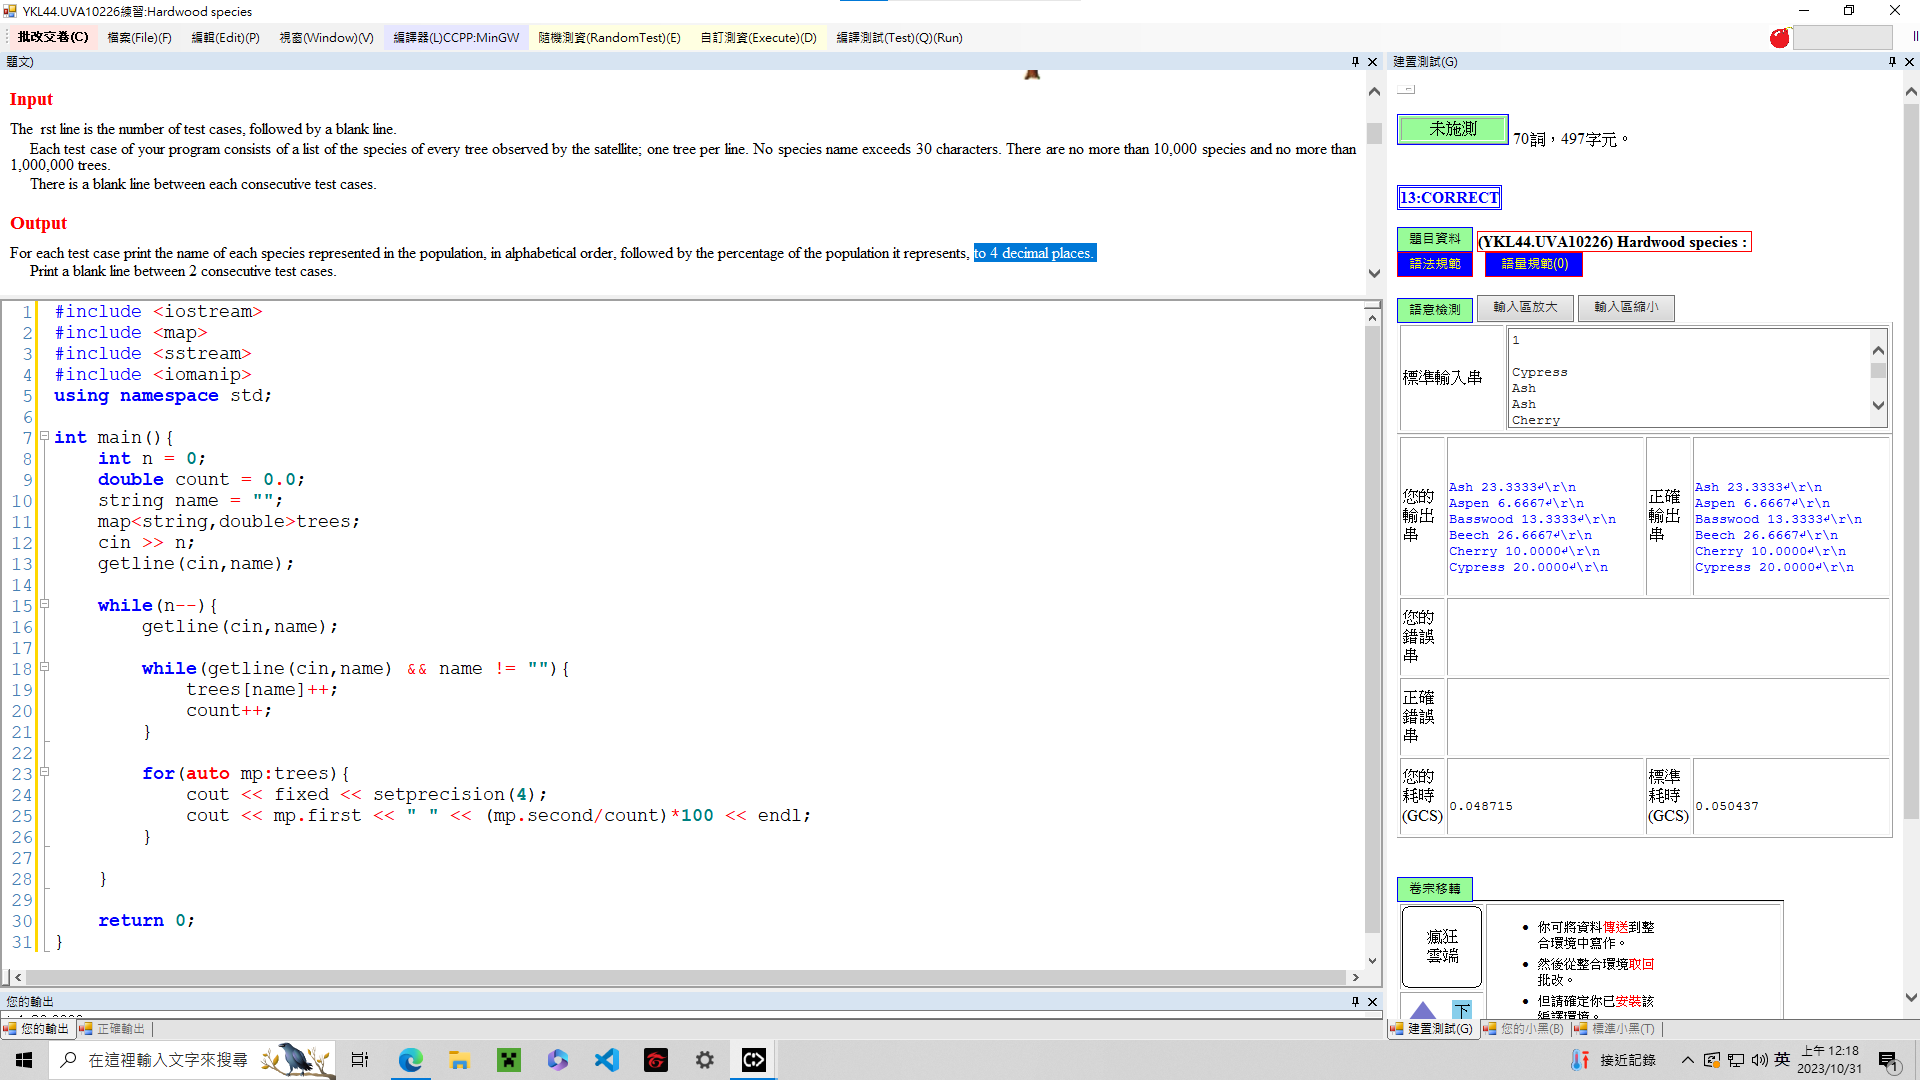 YKL44.UVA10226練習:Hardwood species
批改交卷(C) 檔案(File)(F) 編輯(Edit)(P) 視窗(Window)(V) 編譯器(L)CCPP:MinGW 隨機測資(RandomTest)(E) 自訂測資(Execute)(D) 編譯測試(Test)(Q)(Run)
題文)
Input
The rst line is the number of test cases, followed by a blank line.
Each test case of your program consists of a list of the species of every tree observed by the satellite; one tree per line. No species name exceeds 30 characters. There are no more than 10,000 species and no more than
1,000,000 trees.
There is a blank line between each consecutive test cases.
Output
For each test case print the name of each species represented in the population, in alphabetical order, followed by the percentage of the population it represents, to 4 decimal places.
Print a blank line between 2 consecutive test cases.
1 #include <iostream>
2 #include <map>
3 #include <sstream>
4 #include <iomanip>
5 using namespace std;
6
7 int main(){
8 int n = 0;
9 double count = 0.0;
10 string name = "";
11 map<string,double>trees;
12 cin >> n;
13 getline(cin,name);
14
15 while(n--){
16 getline(cin,name);
17
18 while(getline(cin,name) && name != ""){
19 trees[name]++;
20 count++;
21 }
22
23 for(auto mp:trees){
24 cout << fixed << setprecision(4);
25 cout << mp.first << " " << (mp.second/count)*100 << endl;
26 }
27
28 }
29
30 return 0;
31 }
您的輸出
您的輸出 正確輸出
建置測試(G)
未施測 70詞，497字元。
13:CORRECT
題目資料 (YKL44.UVA10226) Hardwood species :
語法規範 語量規範(0)
語意檢測 輸入區放大 輸入區縮小
標準輸入串
1
Cypress
Ash
Ash
Cherry
您的輸出串
Ash 23.3333↵\r\n
Aspen 6.6667↵\r\n
Basswood 13.3333↵\r\n
Beech 26.6667↵\r\n
Cherry 10.0000↵\r\n
Cypress 20.0000↵\r\n
正確輸出串
Ash 23.3333↵\r\n
Aspen 6.6667↵\r\n
Basswood 13.3333↵\r\n
Beech 26.6667↵\r\n
Cherry 10.0000↵\r\n
Cypress 20.0000↵\r\n
您的錯誤串
正確錯誤串
您的耗時(GCS) 0.048715 標準耗時(GCS) 0.050437
卷宗移轉
瘋狂雲端
你可將資料傳送到整
合環境中寫作。
然後從整合環境取回
批改。
但請確定你已安裝該
編譯環境。
下
建置測試(G) 您的小黑(B) 標準小黑(T)
在這裡輸入文字來搜尋
接近記錄 英 上午 12:18
2023/10/31
1